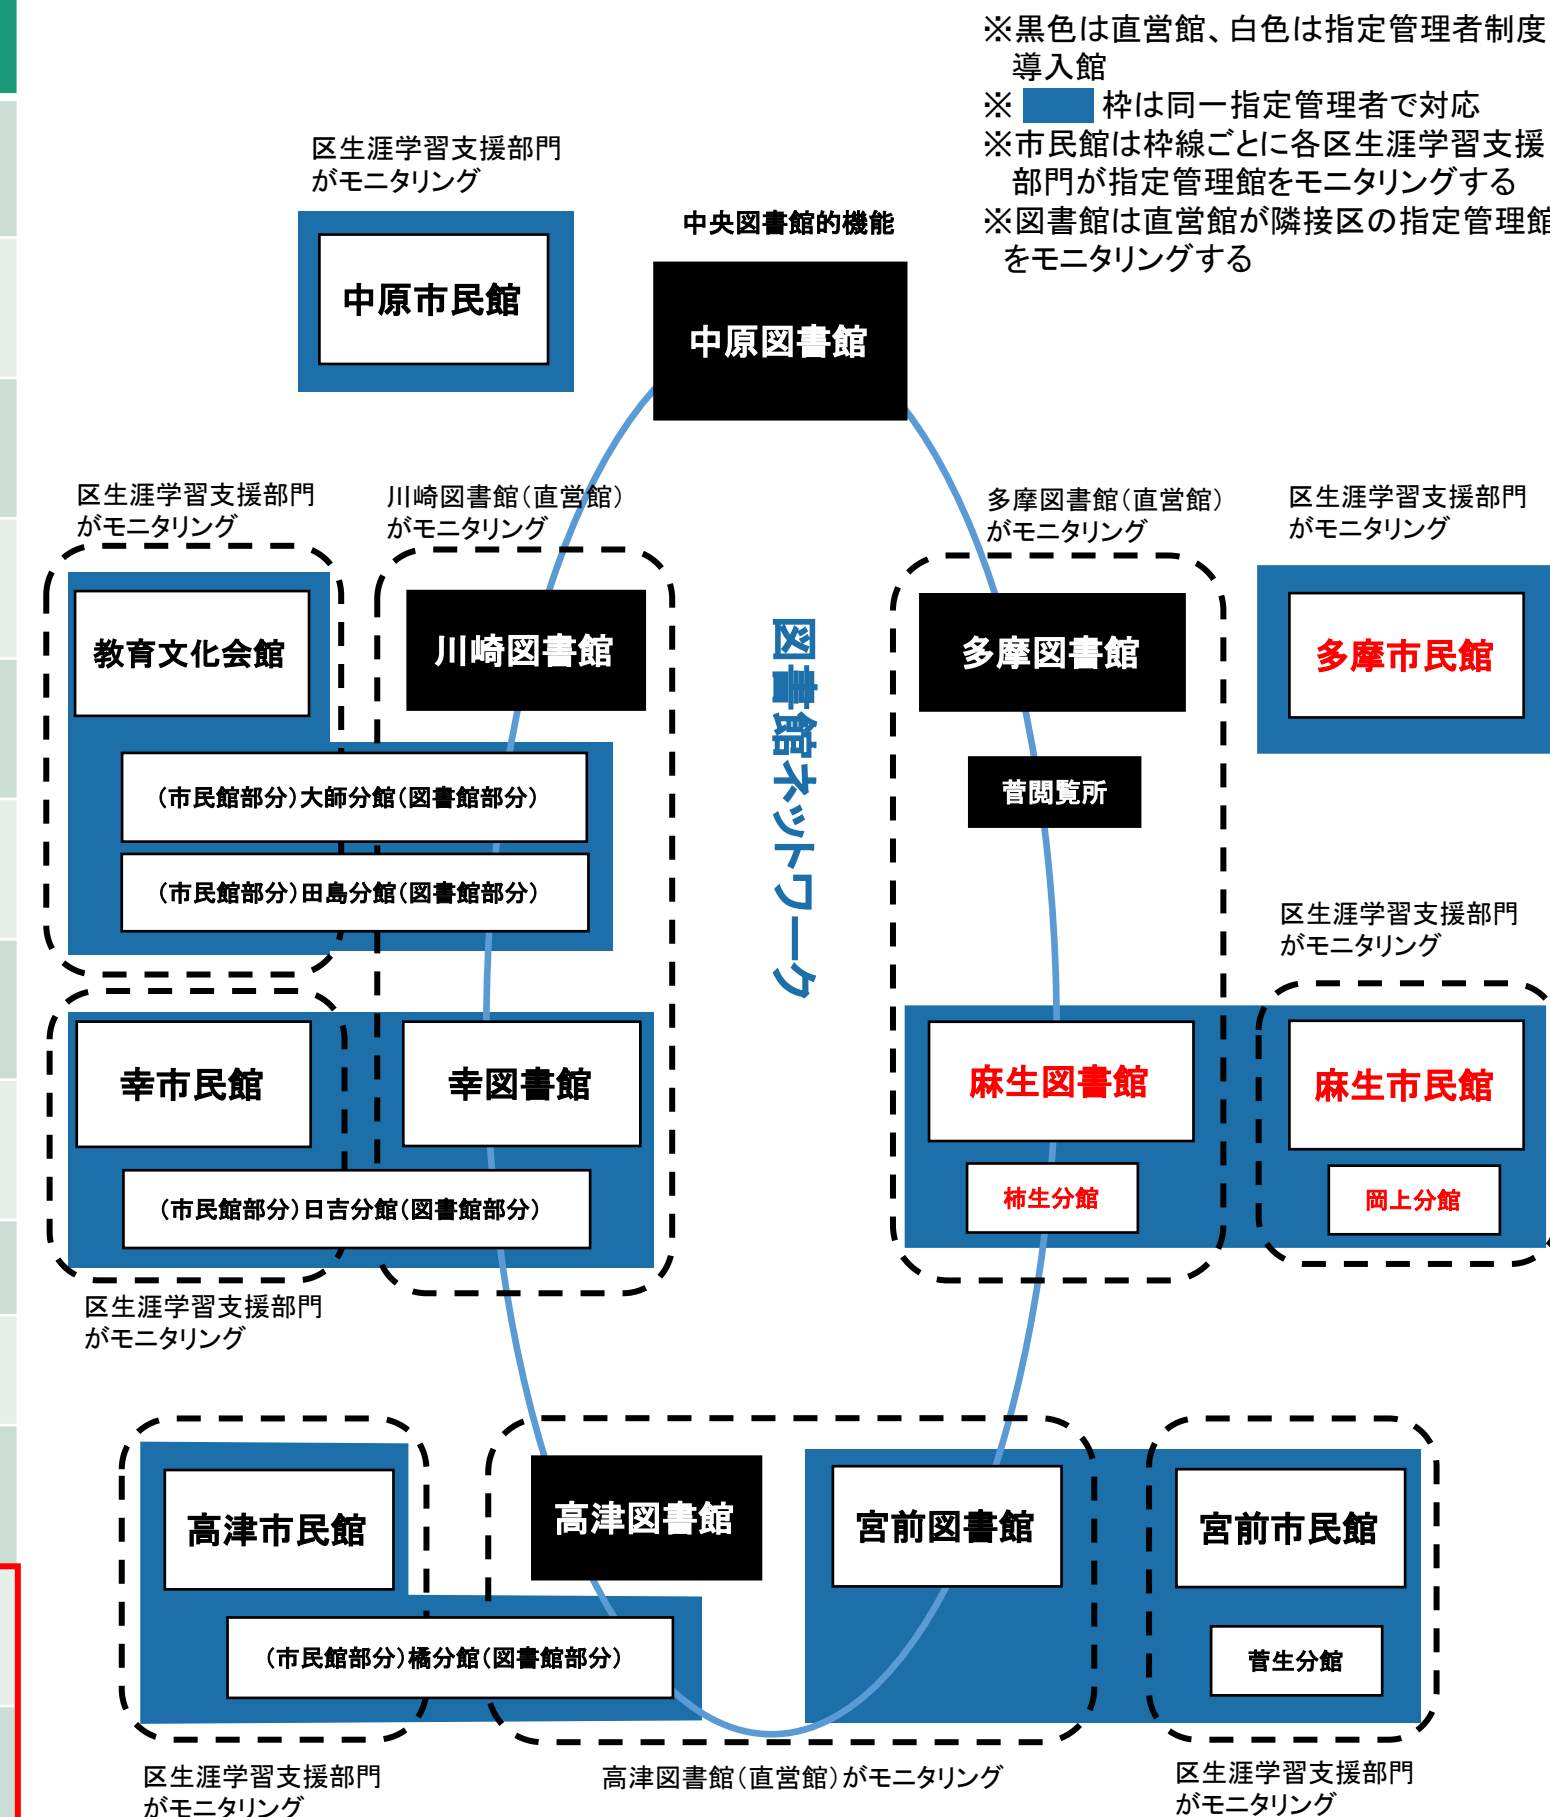 ※黒色は直営館、白色は指定管理者制度
導入館
※ 枠は同一指定管理者で対応
※市民館は枠線ごとに各区生涯学習支援
部門が指定管理館をモニタリングする
※図書館は直営館が隣接区の指定管理館
をモニタリングする
区生涯学習支援部門
がモニタリング
中原市民館
中央図書館的機能
中原図書館
区生涯学習支援部門
がモニタリング
川崎図書館(直営館)
がモニタリング
多摩図書館(直営館)
がモニタリング
区生涯学習支援部門
がモニタリング
教育文化会館
川崎図書館
図書館ネットワーク
多摩図書館
多摩市民館
(市民館部分)大師分館(図書館部分)
菅閲覧所
(市民館部分)田島分館(図書館部分)
区生涯学習支援部門
がモニタリング
幸市民館
幸図書館
麻生図書館
麻生市民館
(市民館部分)日吉分館(図書館部分)
柿生分館
岡上分館
区生涯学習支援部門
がモニタリング
高津市民館
高津図書館
宮前図書館
宮前市民館
(市民館部分)橘分館(図書館部分)
菅生分館
区生涯学習支援部門
がモニタリング
高津図書館(直営館)がモニタリング
区生涯学習支援部門
がモニタリング